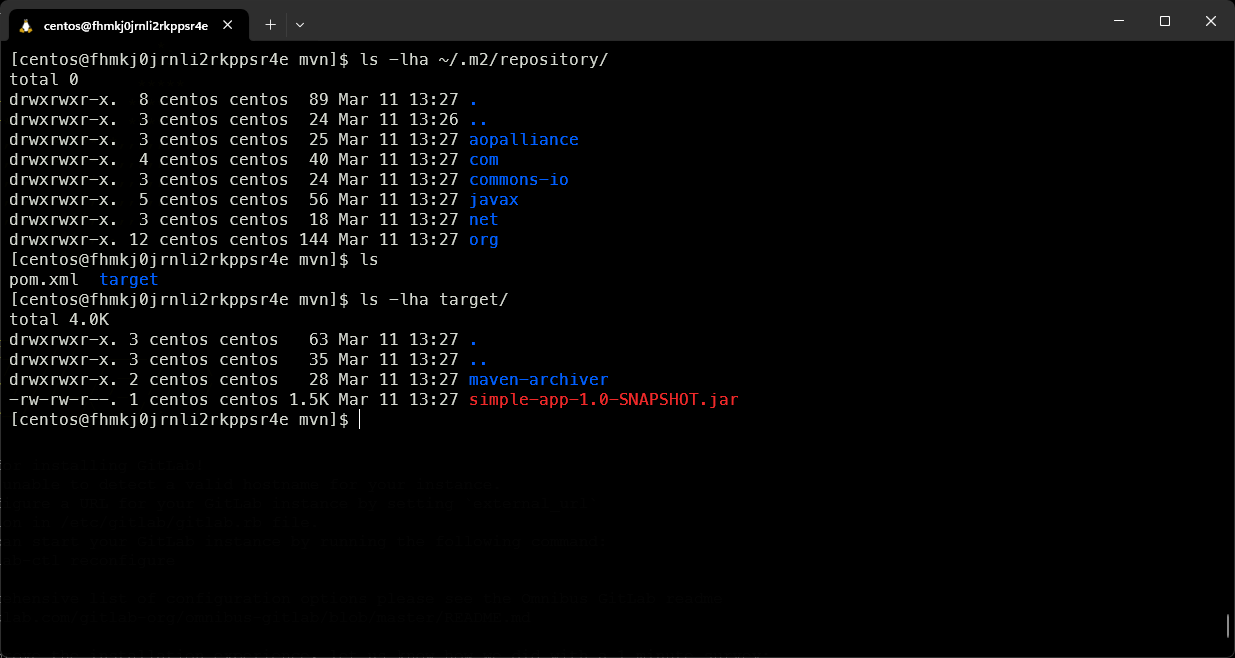 centos@fhmkj0jrnli2rkppsr4e
[centos@fhmkj0jrnli2rkppsr4e mvn]$ ls -lha ~/.m2/repository/
total 0
drwxrwxr-x.  8 centos centos  89 Mar 11 13:27 .
drwxrwxr-x.  3 centos centos  24 Mar 11 13:26 ..
drwxrwxr-x.  3 centos centos  25 Mar 11 13:27 aopalliance
drwxrwxr-x.  4 centos centos  40 Mar 11 13:27 com
drwxrwxr-x.  3 centos centos  24 Mar 11 13:27 commons-io
drwxrwxr-x.  5 centos centos  56 Mar 11 13:27 javax
drwxrwxr-x.  3 centos centos  18 Mar 11 13:27 net
drwxrwxr-x. 12 centos centos 144 Mar 11 13:27 org
[centos@fhmkj0jrnli2rkppsr4e mvn]$ ls
pom.xml  target
[centos@fhmkj0jrnli2rkppsr4e mvn]$ ls -lha target/
total 4.0K
drwxrwxr-x. 3 centos centos   63 Mar 11 13:27 .
drwxrwxr-x. 3 centos centos   35 Mar 11 13:27 ..
drwxrwxr-x. 2 centos centos   28 Mar 11 13:27 maven-archiver
-rw-rw-r--. 1 centos centos 1.5K Mar 11 13:27 simple-app-1.0-SNAPSHOT.jar
[centos@fhmkj0jrnli2rkppsr4e mvn]$